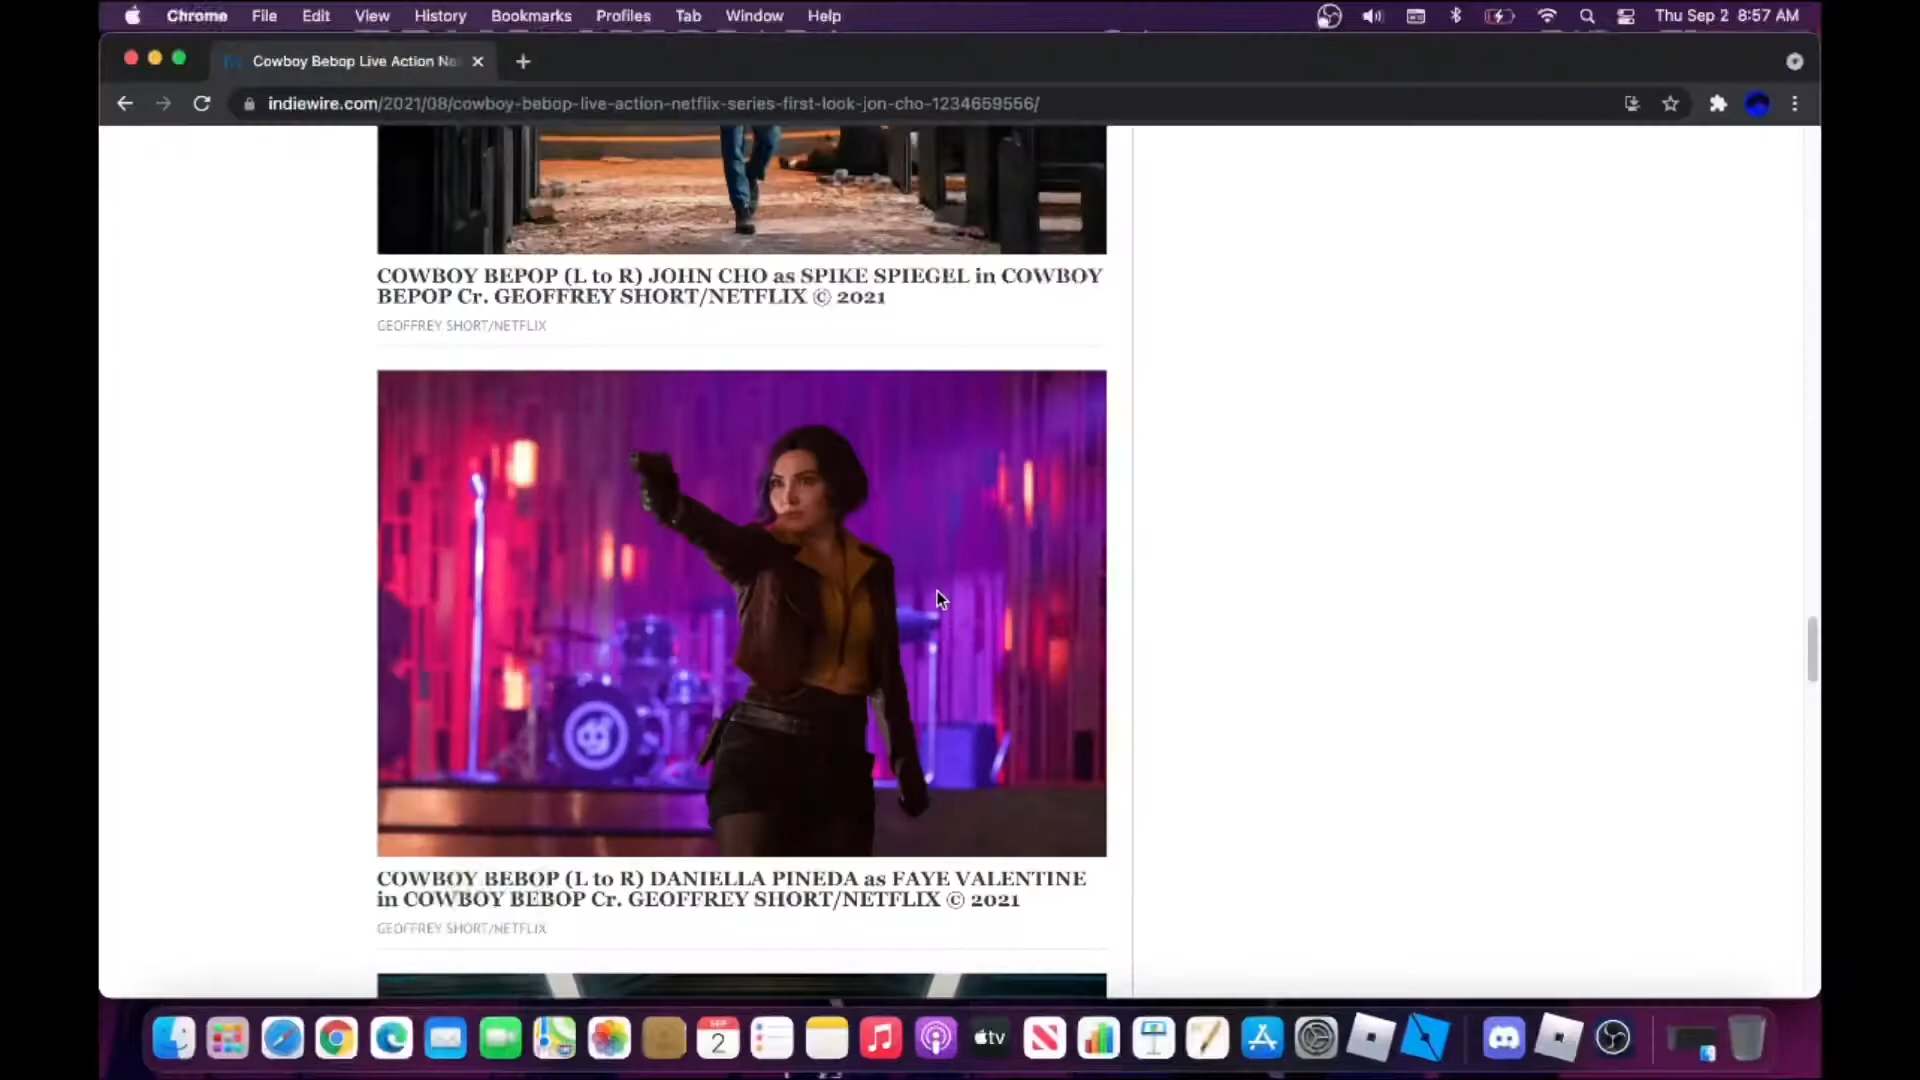 Chrome File Edit View History Bookmarks Profiles Tab Window Help Thu Sep 2 8:57 AM
Cowboy Bebop Live Action Ne
indiewire.com/2021/08/cowboy-bebop-live-action-netflix-series-first-look-jon-cho-1234659556/
COWBOY BEPOP (L to R) JOHN CHO as SPIKE SPIEGEL in COWBOY
BEPOP Cr. GEOFFREY SHORT/NETFLIX © 2021
GEOFFREY SHORT/NETFLIX
COWBOY BEBOP (L to R) DANIELLA PINEDA as FAYE VALENTINE
in COWBOY BEBOP Cr. GEOFFREY SHORT/NETFLIX © 2021
GEOFFREY SHORT/NETFLIX
SEP
2
tv